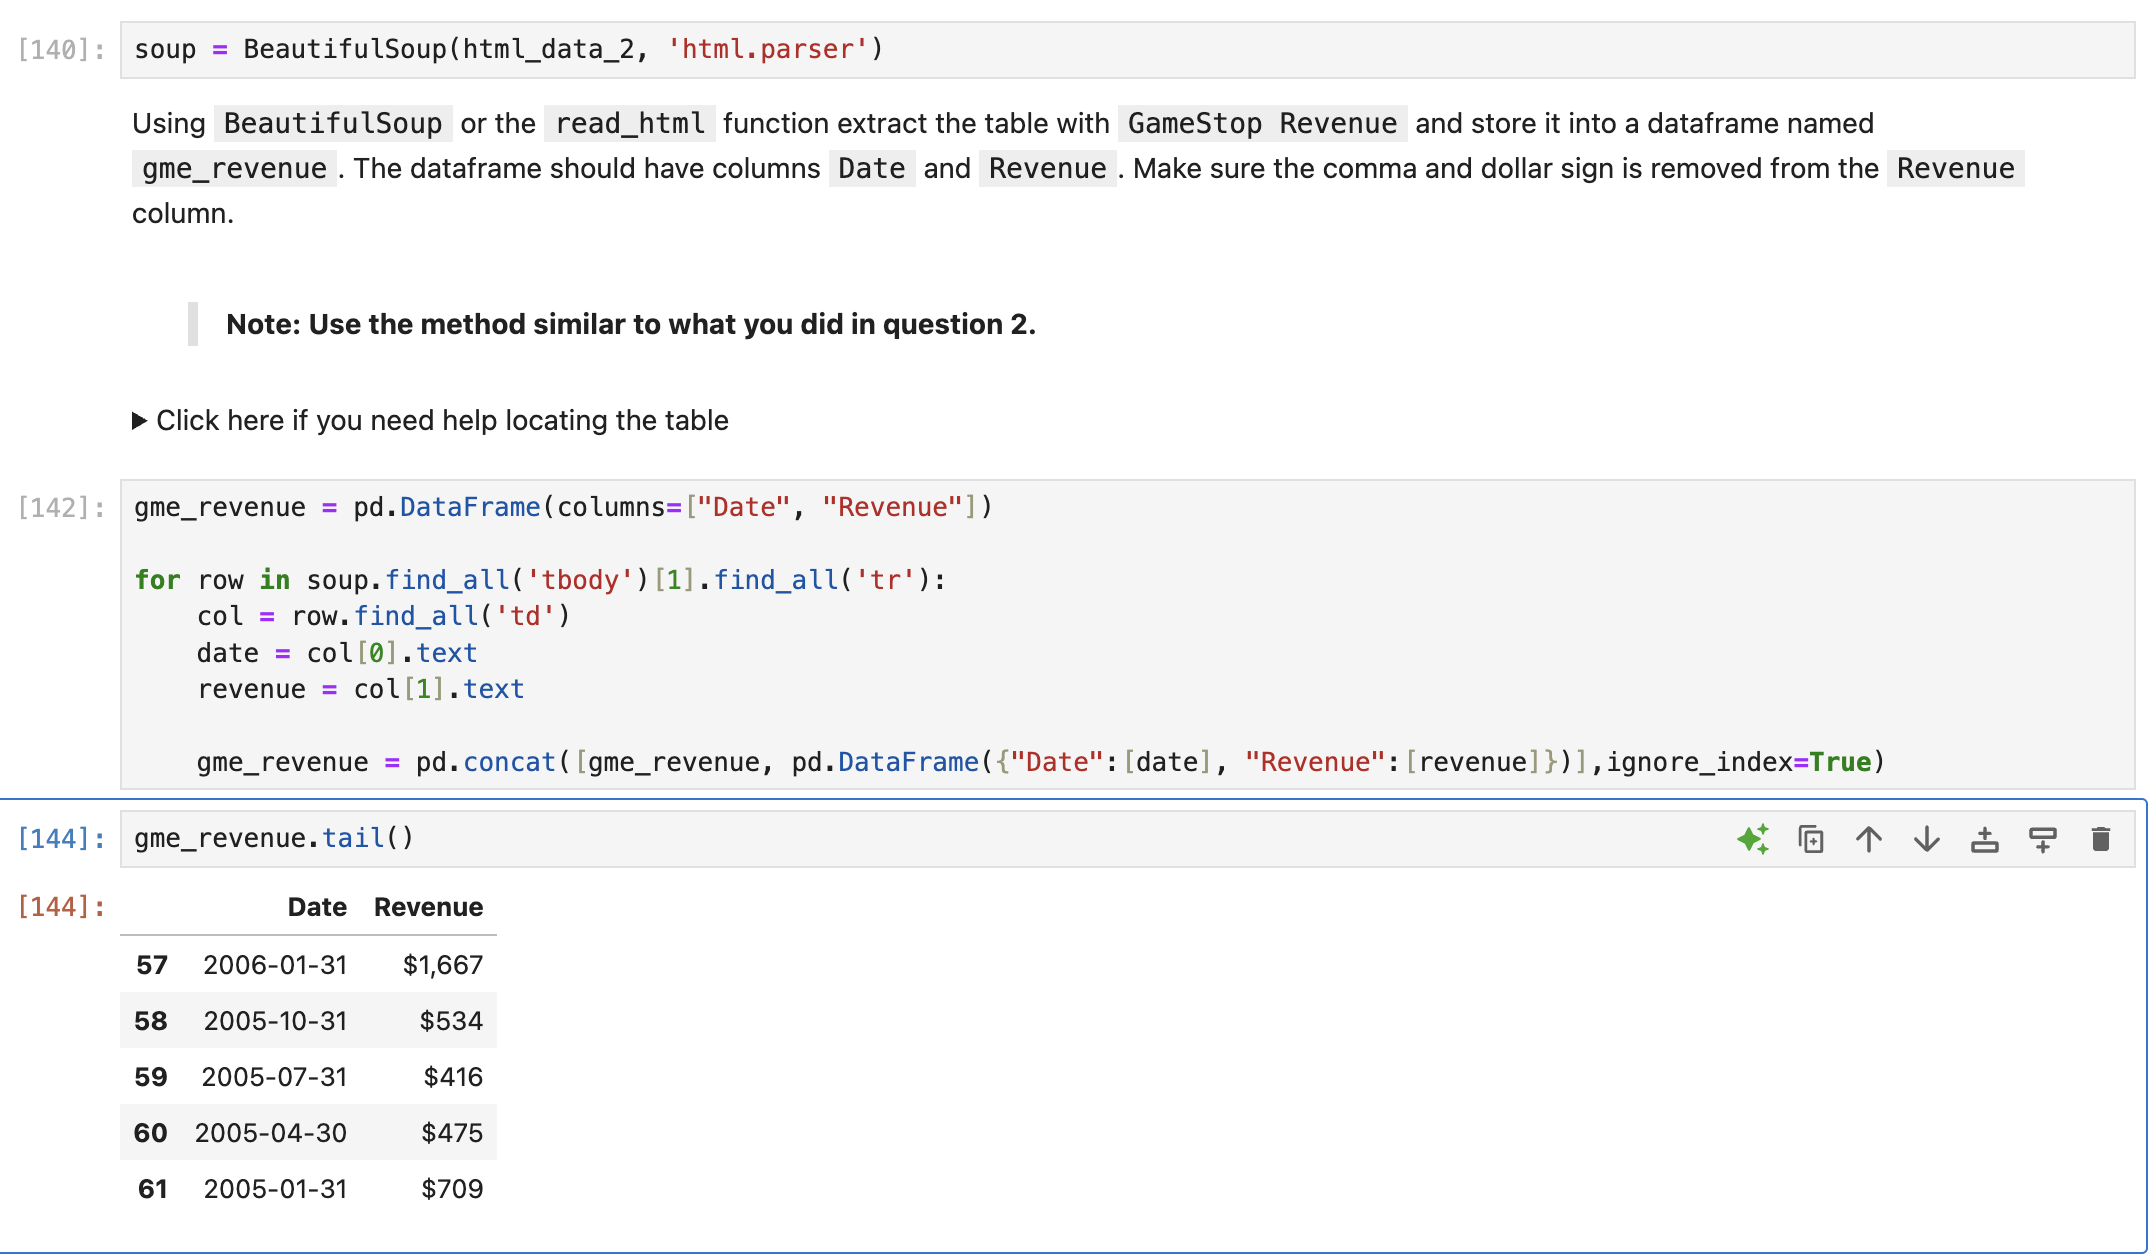 [140]: soup = BeautifulSoup(html_data_2, 'html.parser')
Using BeautifulSoup or the read_html function extract the table with GameStop Revenue and store it into a dataframe named
gme_revenue. The dataframe should have columns Date and Revenue. Make sure the comma and dollar sign is removed from the Revenue
column.
Note: Use the method similar to what you did in question 2.
Click here if you need help locating the table
[142]: gme_revenue = pd.DataFrame(columns=["Date", "Revenue"])
for row in soup.find_all('tbody')[1].find_all('tr'):
    col = row.find_all('td')
    date = col[0].text
    revenue = col[1].text
    gme_revenue = pd.concat([gme_revenue, pd.DataFrame({"Date":[date], "Revenue":[revenue]})],ignore_index=True)
[144]: gme_revenue.tail()
[144]: Date Revenue
57 2006-01-31 $1,667
58 2005-10-31 $534
59 2005-07-31 $416
60 2005-04-30 $475
61 2005-01-31 $709